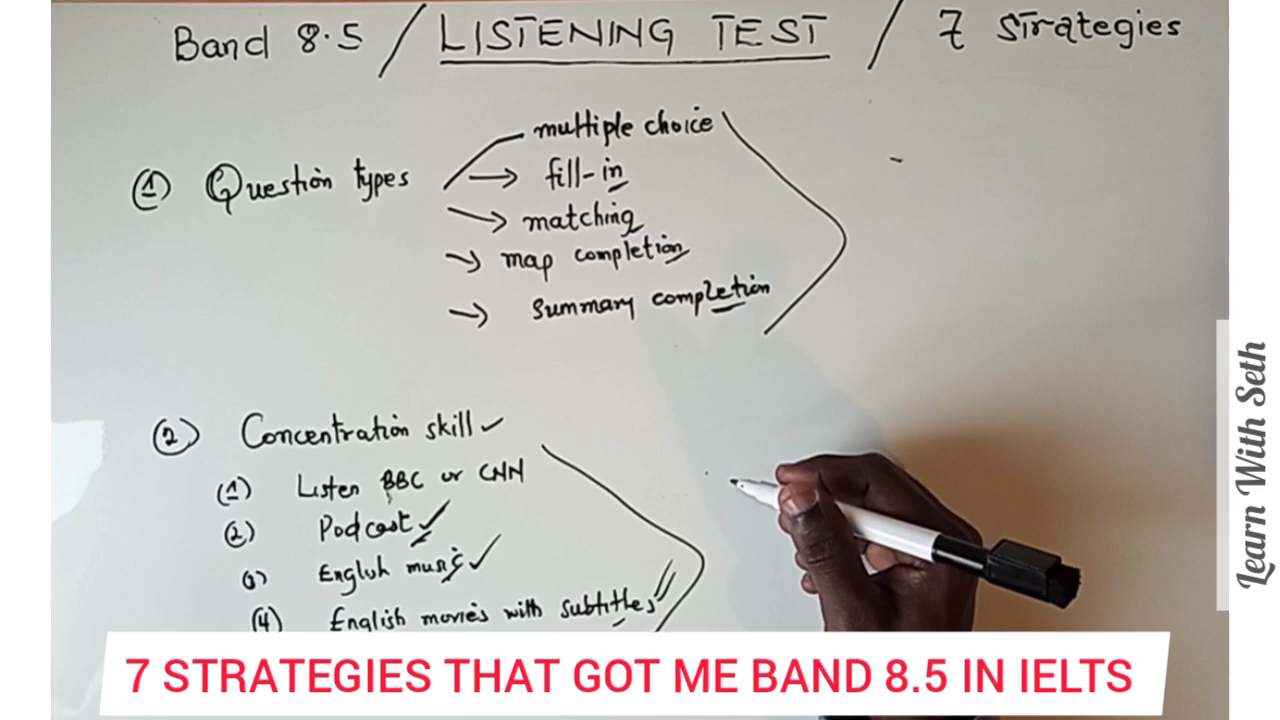 Band 8.5 / LISTENING TEST / 7 Strategies
① Question types
multiple choice
→ fill-in
→ matching
→ map completion
→ Summary completion
② Concentration skill ✓
(1) Listen BBC or CNN
(2) Podcast ✓
(3) English music ✓
(4) English movies with subtitles
7 STRATEGIES THAT GOT ME BAND 8.5 IN IELTS
Learn With Seth